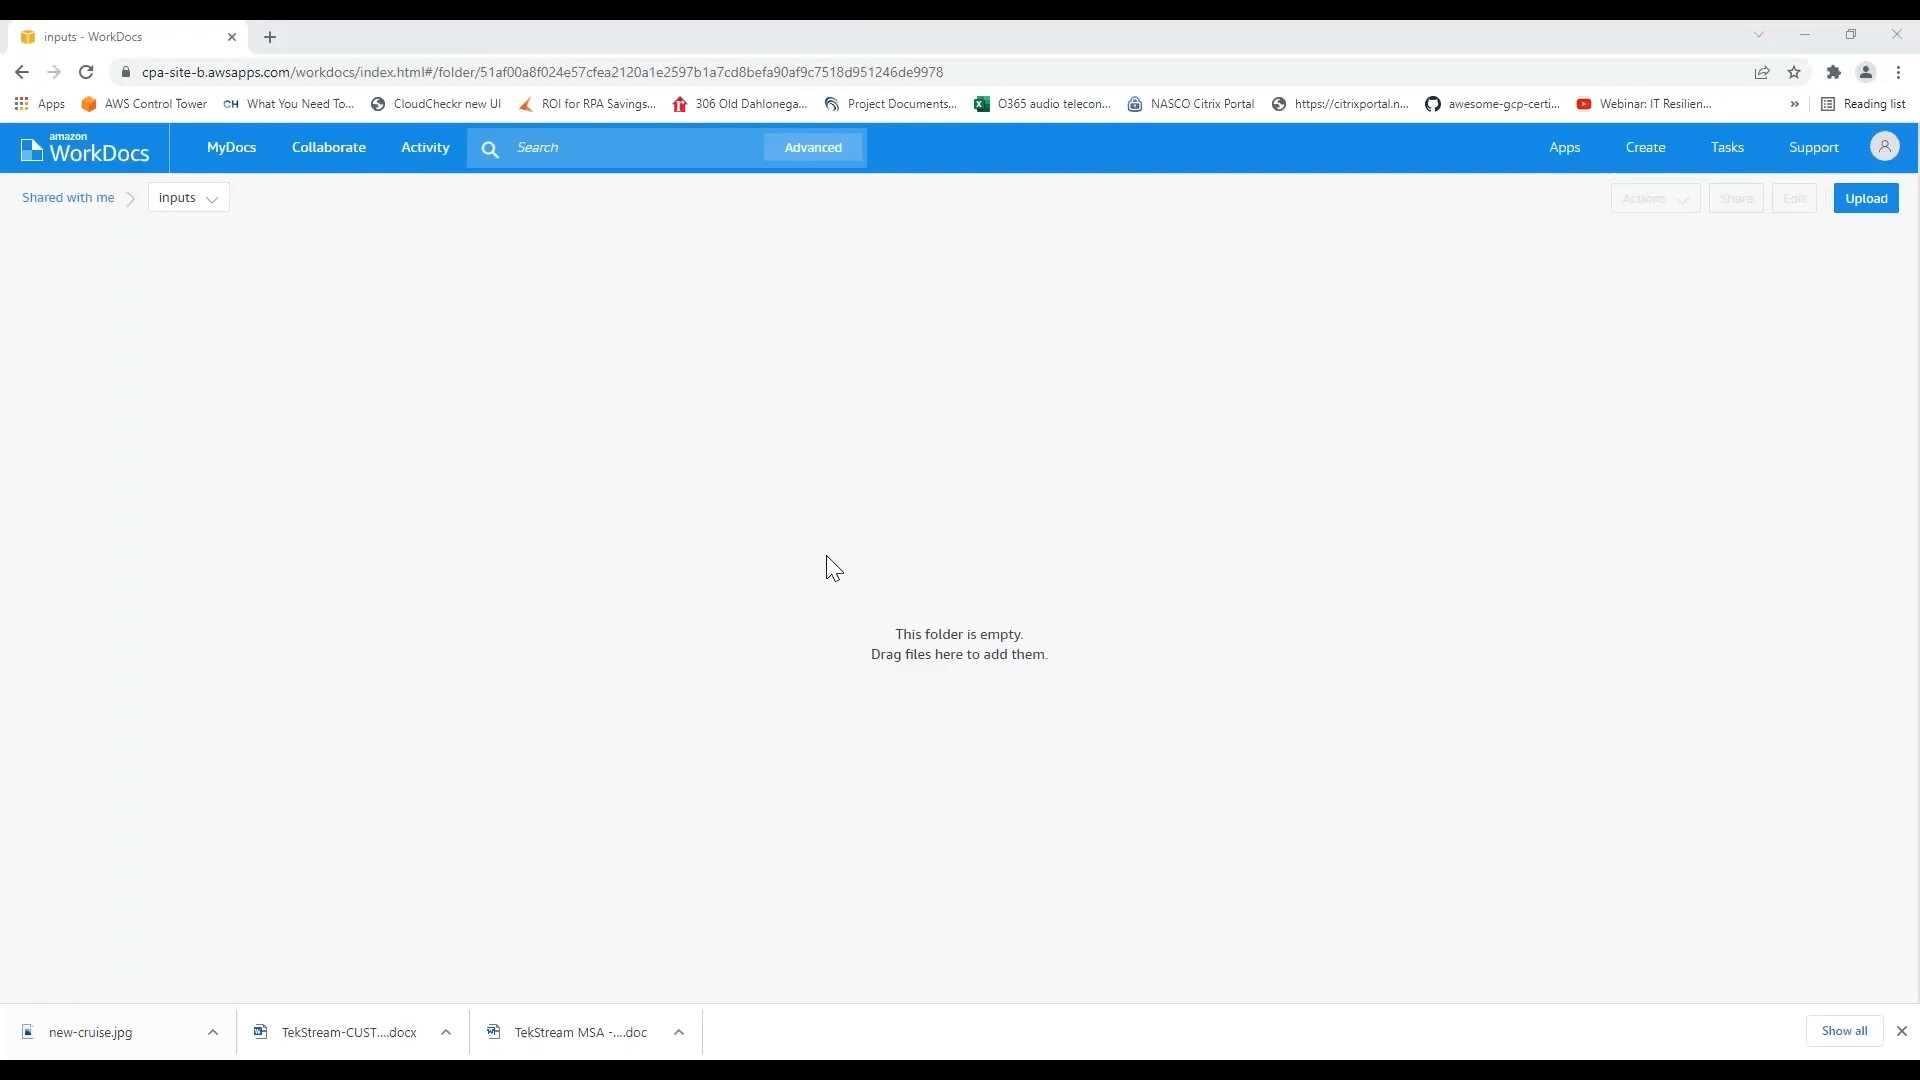 inputs - WorkDocs
cpa-site-b.awsapps.com/workdocs/index.html#/folder/51af00a8f024e57cfea2120a1e2597b1a7cd8befa90af9c7518d951246de9978
Apps AWS Control Tower CH What You Need To... CloudCheckr new UI ROI for RPA Savings... 306 Old Dahlonega... Project Documents... O365 audio telecon... NASCO Citrix Portal https://citrixportal.n... awesome-gcp-certi... Webinar: IT Resilien... » Reading list
amazon
WorkDocs MyDocs Collaborate Activity Search Advanced Apps Create Tasks Support
Shared with me inputs Actions Share Edit Upload
This folder is empty.
Drag files here to add them.
new-cruise.jpg TekStream-CUST....docx TekStream MSA -....doc Show all